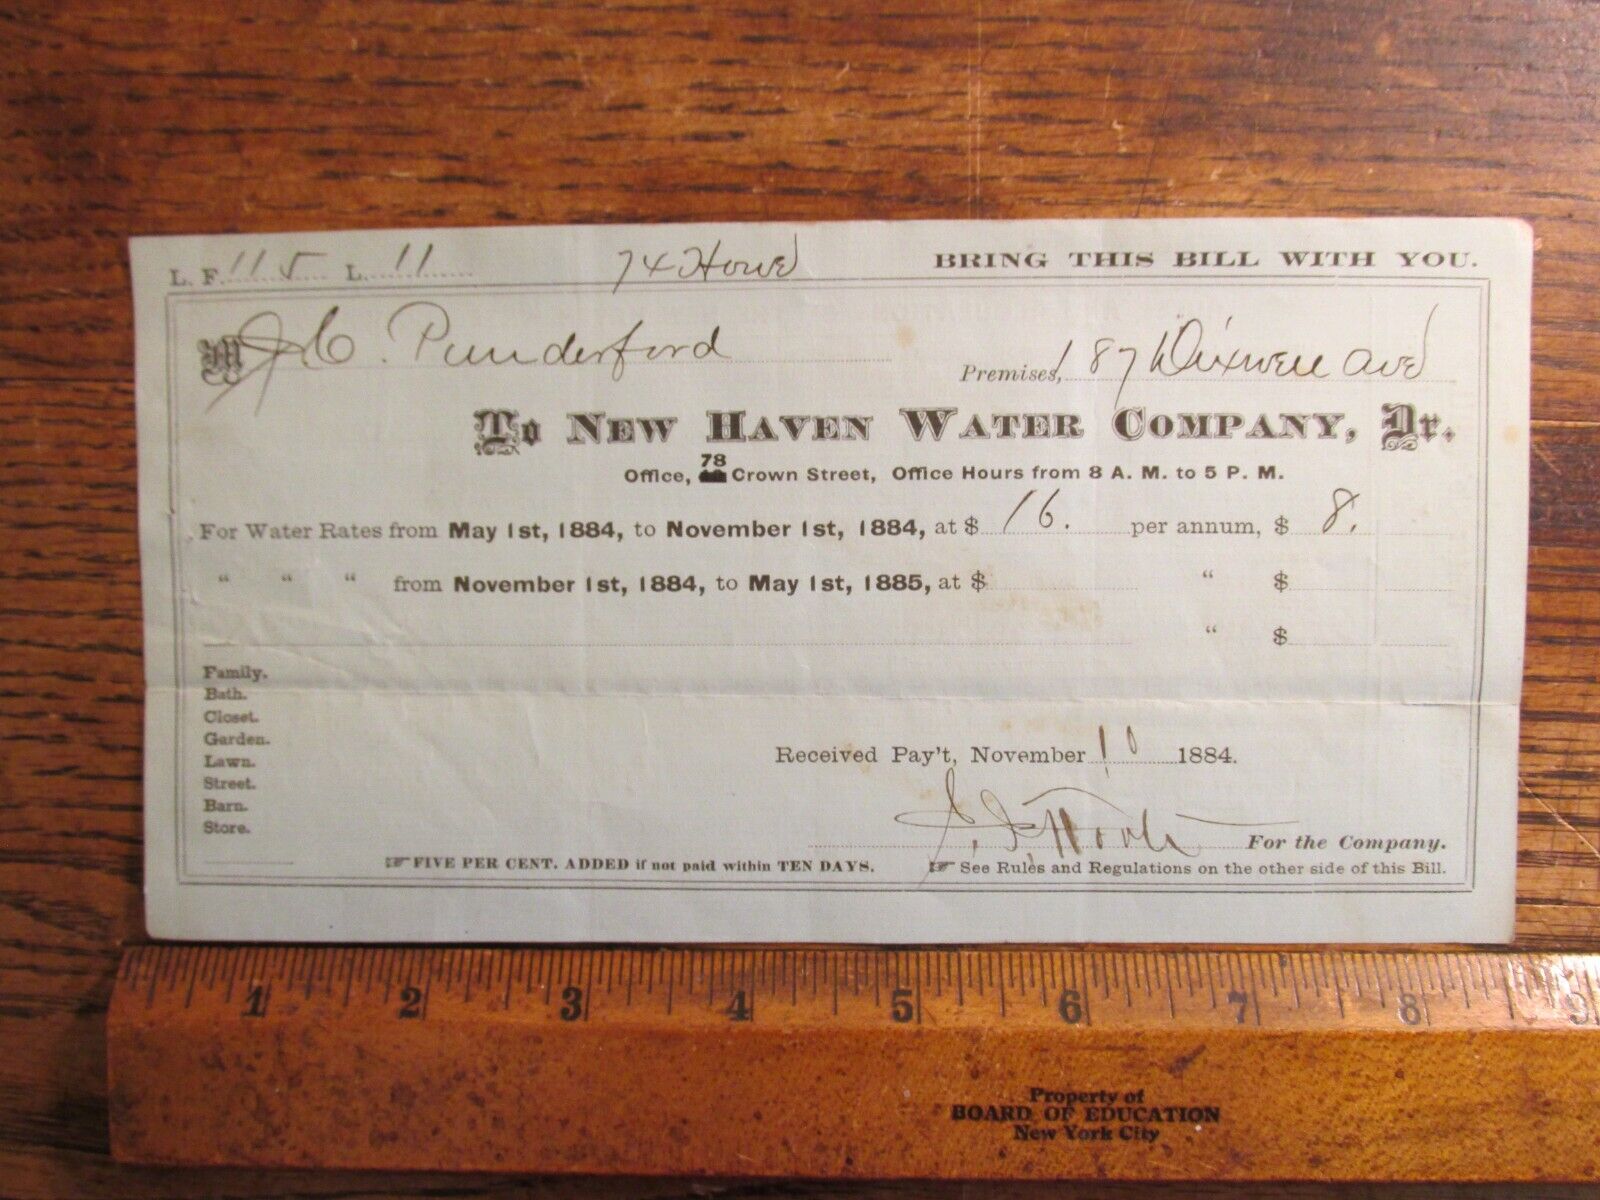 L. F. 115 L. 11 74 Howe BRING THIS BILL WITH YOU.
M J. C. Punderford Premises, 187 Dixwell ave
To NEW HAVEN WATER COMPANY, Dr.
Office, 78 Crown Street, Office Hours from 8 A. M. to 5 P. M.
For Water Rates from May 1st, 1884, to November 1st, 1884, at $ 16. per annum, $ 8.
" " " from November 1st, 1884, to May 1st, 1885, at $ " $
" $
Family.
Bath.
Closet.
Garden.
Lawn.
Street.
Barn.
Store.
Received Pay't, November 10 1884.
For the Company.
☞ FIVE PER CENT. ADDED if not paid within TEN DAYS. ☞ See Rules and Regulations on the other side of this Bill.
1 2 3 4 5 6 7 8 9
Property of
BOARD OF EDUCATION
New York City